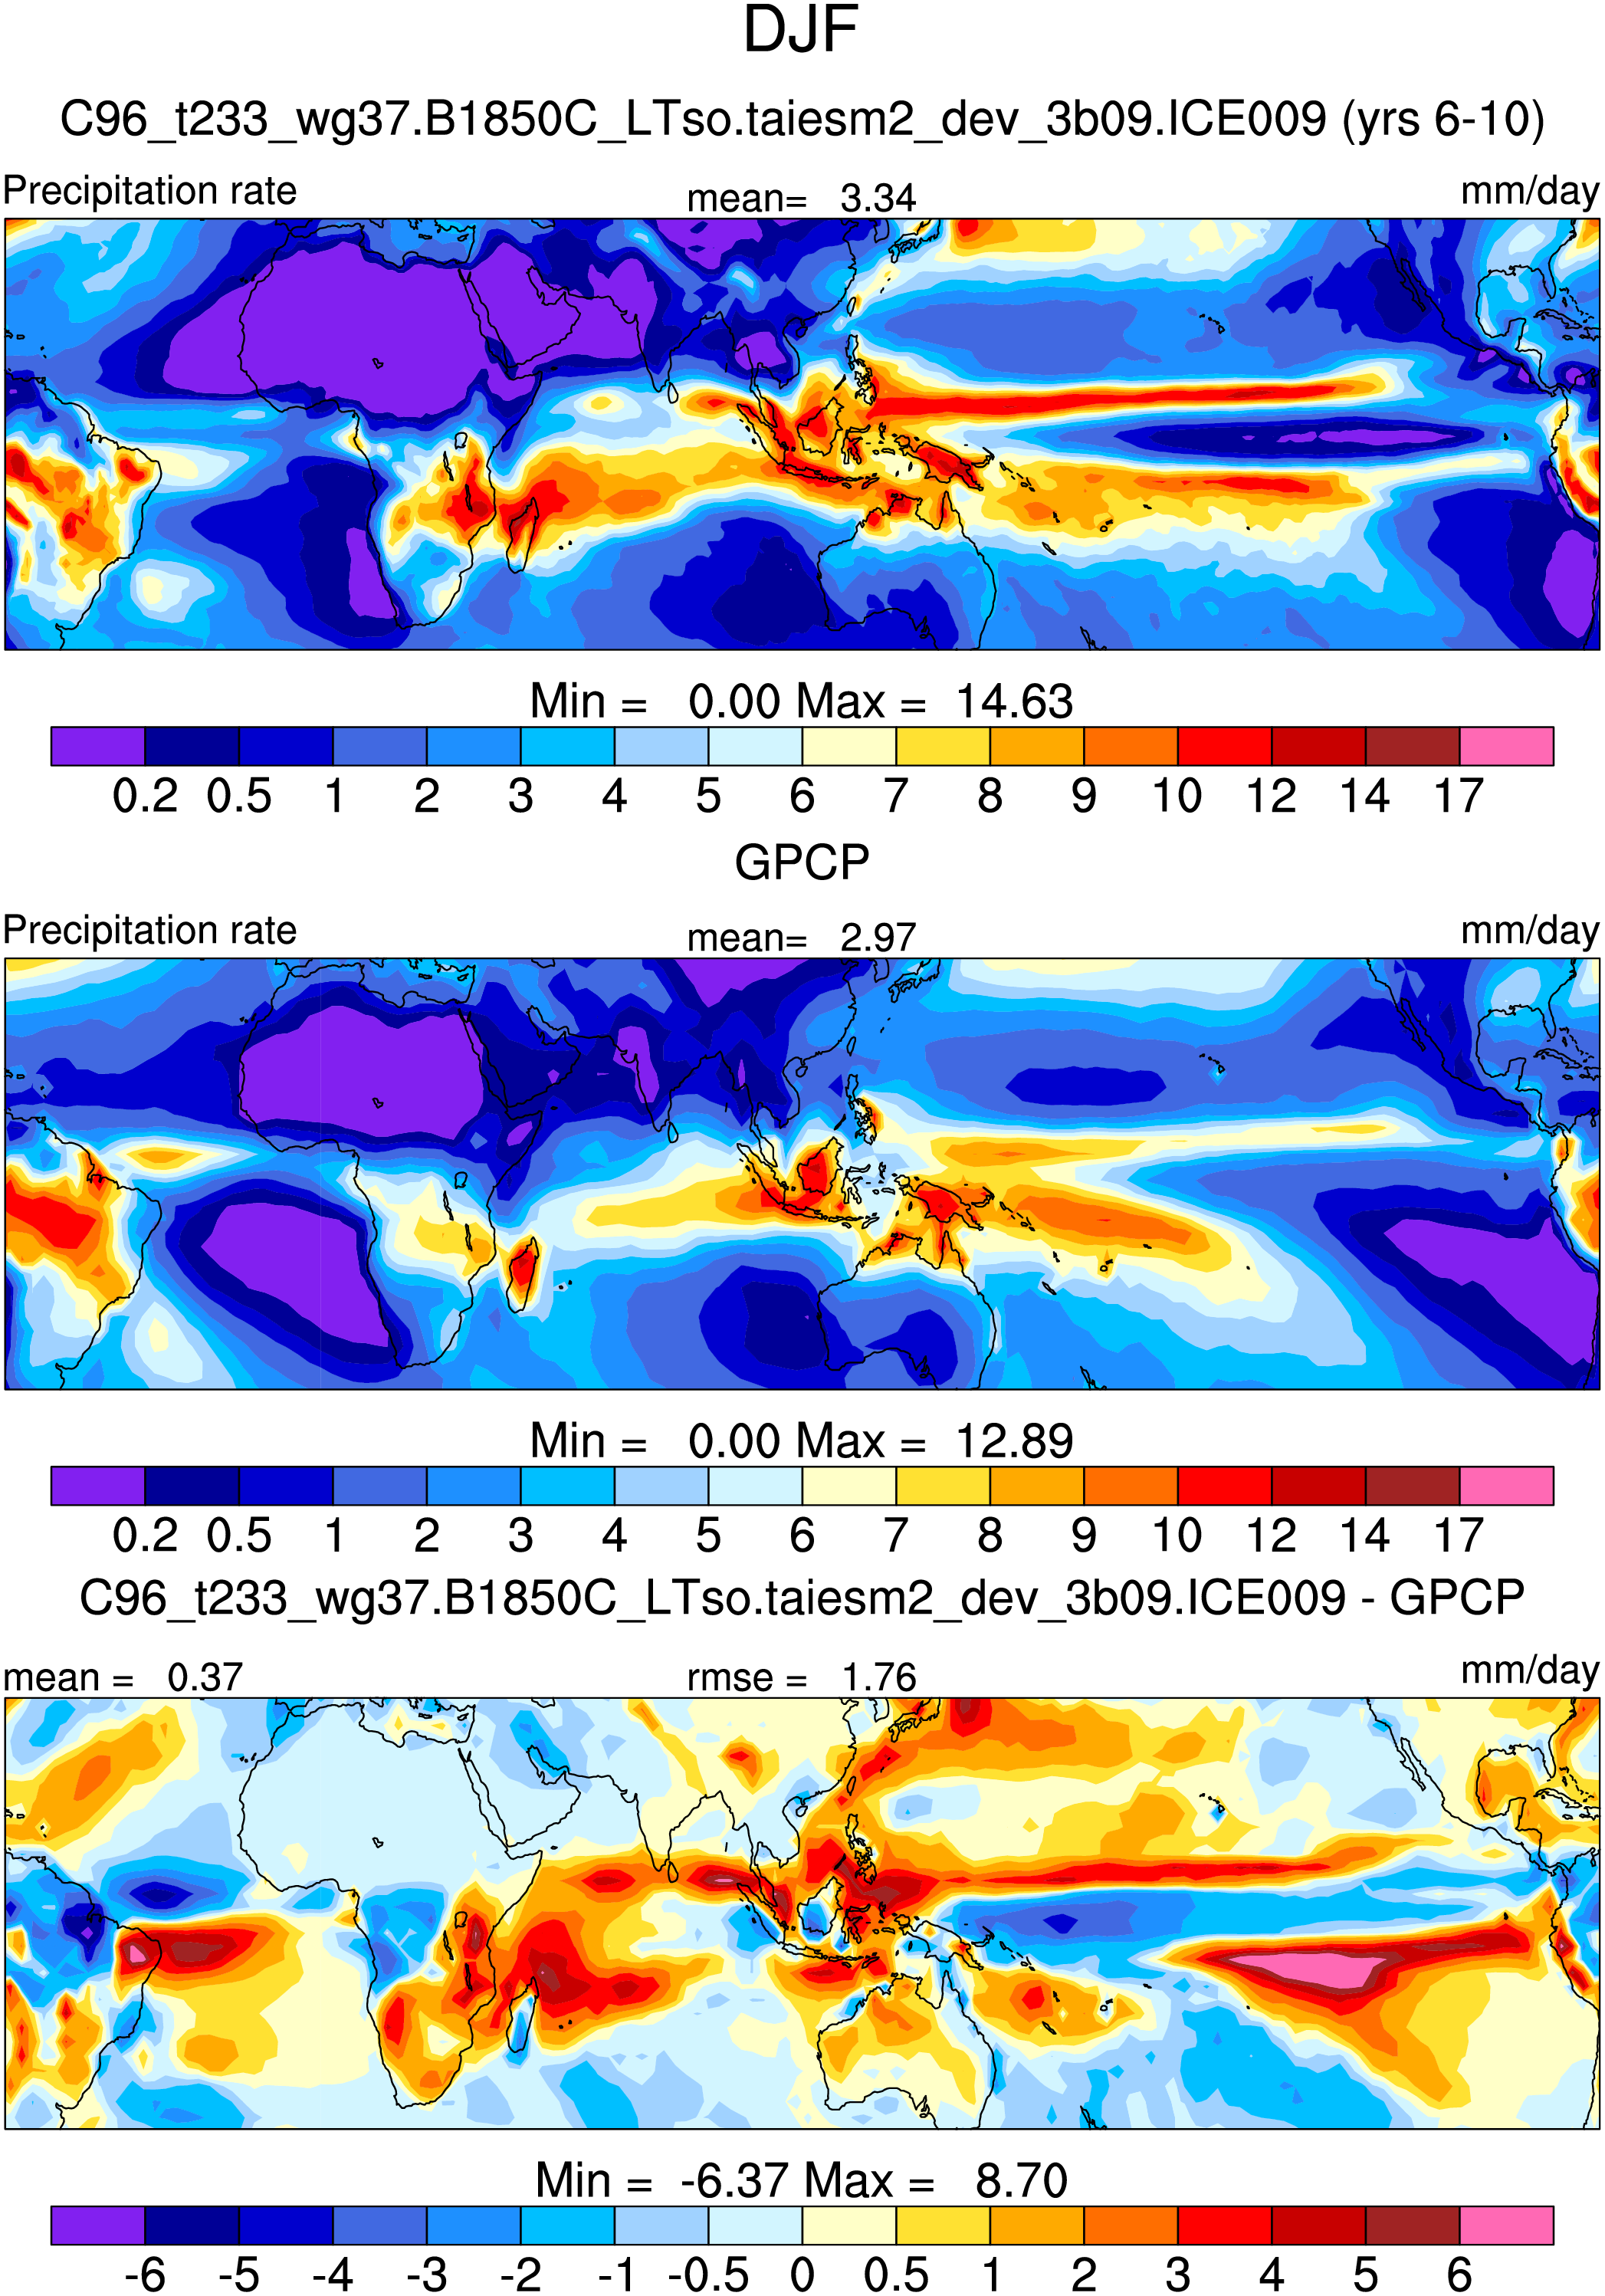 DJF
C96_t233_wg37.B1850C_LTso.taiesm2_dev_3b09.ICE009 (yrs 6-10)
Precipitation rate mean= 3.34 mm/day
Min = 0.00 Max = 14.63
0.2 0.5 1 2 3 4 5 6 7 8 9 10 12 14 17
GPCP
Precipitation rate mean= 2.97 mm/day
Min = 0.00 Max = 12.89
0.2 0.5 1 2 3 4 5 6 7 8 9 10 12 14 17
C96_t233_wg37.B1850C_LTso.taiesm2_dev_3b09.ICE009 - GPCP
mean = 0.37 rmse = 1.76 mm/day
Min = -6.37 Max = 8.70
-6 -5 -4 -3 -2 -1 -0.5 0 0.5 1 2 3 4 5 6